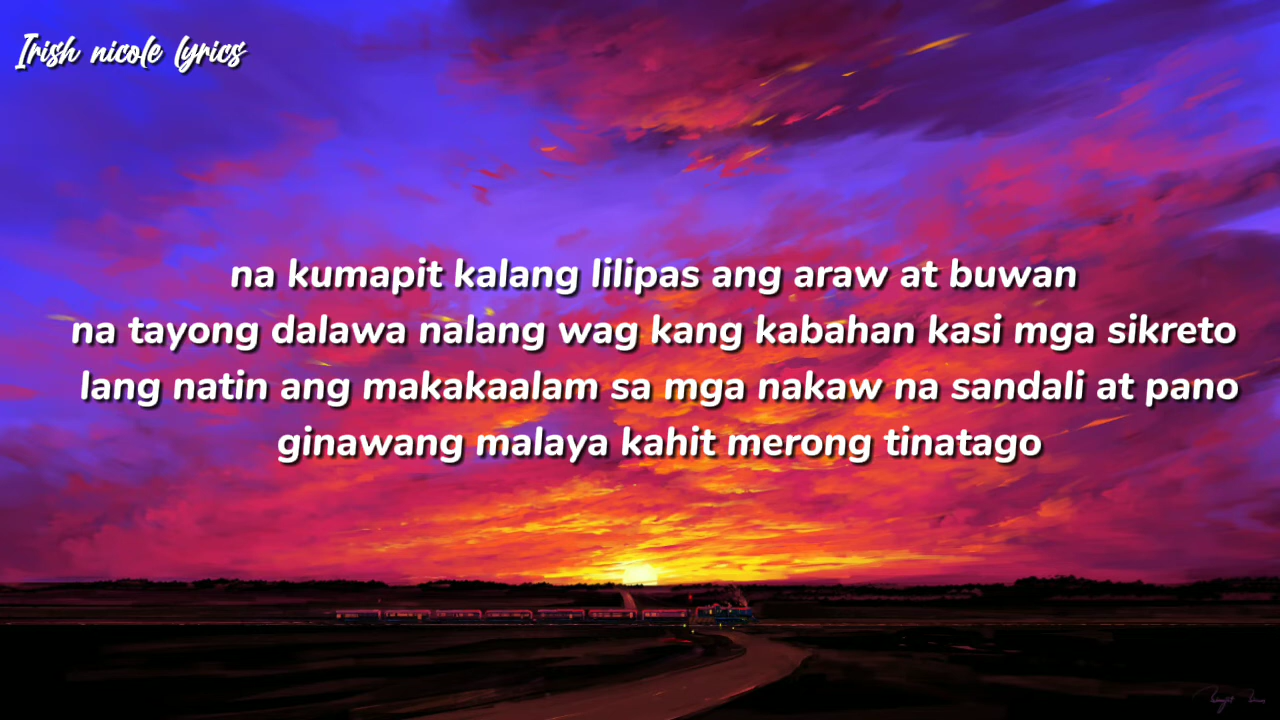 Irish nicole lyrics
na kumapit kalang lilipas ang araw at buwan
na tayong dalawa nalang wag kang kabahan kasi mga sikreto
lang natin ang makakaalam sa mga nakaw na sandali at pano
ginawang malaya kahit merong tinatago